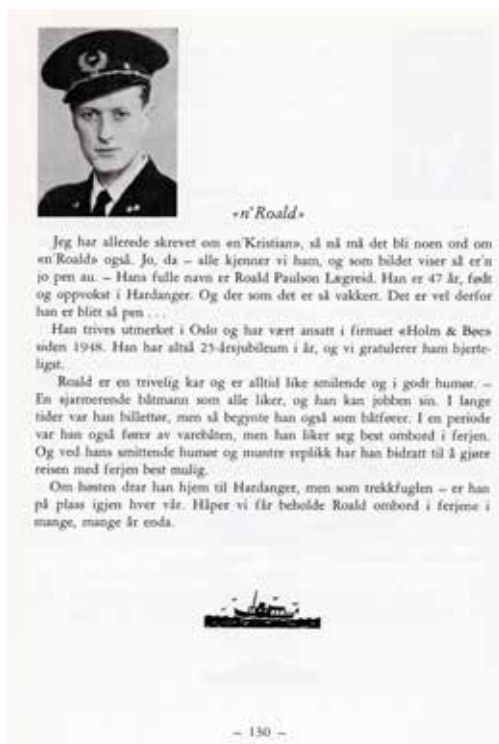 «n'Roald»
Jeg har allerede skrevet om «en'Kristian», så nå må det bli noen ord om
«en'Roald» også. Jo, da – alle kjenner vi ham, og som bildet viser så er'n
jo pen au. – Hans fulle navn er Roald Paulson Lægreid. Han er 47 år, født
og oppvokst i Hardanger. Og der som det er så vakkert. Det er vel derfor
han er blitt så pen . . .
Han trives utmerket i Oslo og har vært ansatt i firmaet «Holm & Bøe»
siden 1948. Han har altså 25-årsjubileum i år, og vi gratulerer ham hjerte-
ligst.
Roald er en trivelig kar og er alltid like smilende og i godt humør. –
En sjarmerende båtmann som alle liker, og han kan jobben sin. I lange
tider var han billettør, men så begynte han også som båtfører. I en periode
var han også fører av varebåten, men han liker seg best ombord i ferjen.
Og ved hans smittende humør og muntre replikk har han bidratt til å gjøre
reisen med ferjen best mulig.
Om høsten drar han hjem til Hardanger, men som trekkfuglen – er han
på plass igjen hver vår. Håper vi får beholde Roald ombord i ferjene i
mange, mange år enda.
– 130 –